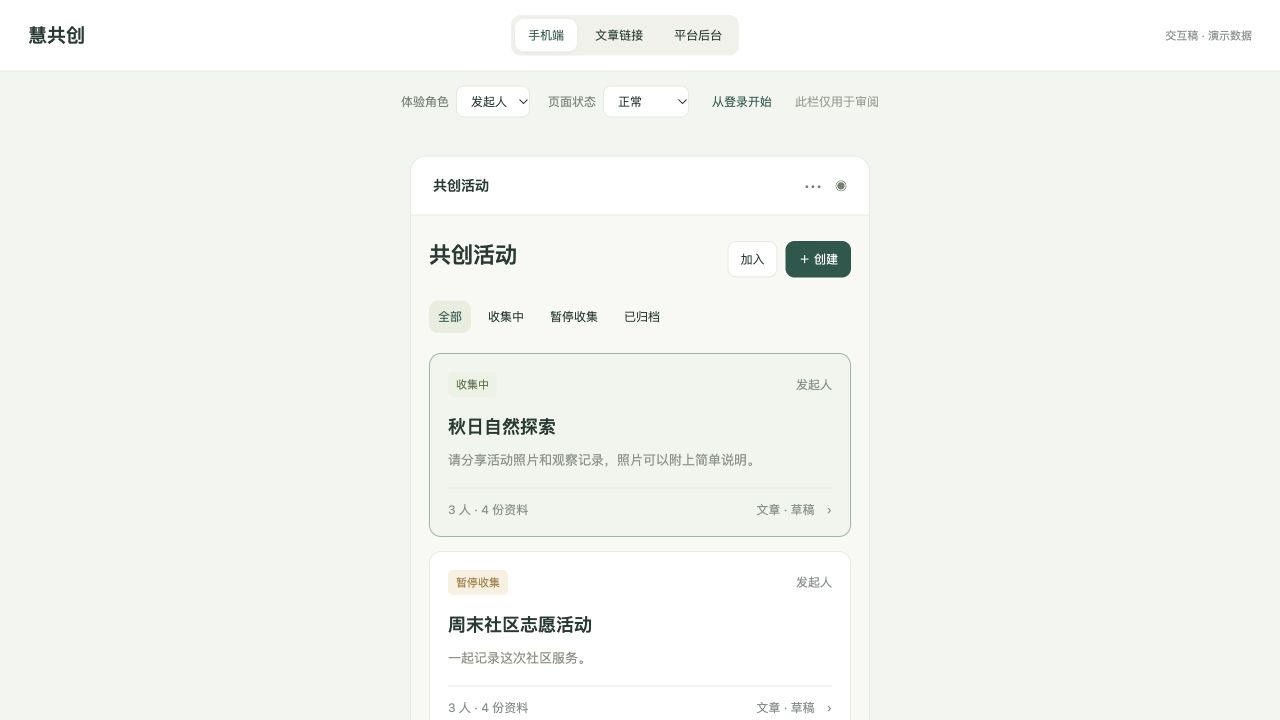 慧共创
手机端 文章链接 平台后台
交互稿 · 演示数据
体验角色 发起人 页面状态 正常 从登录开始 此栏仅用于审阅
共创活动
共创活动
加入 ＋ 创建
全部 收集中 暂停收集 已归档
收集中 发起人
秋日自然探索
请分享活动照片和观察记录，照片可以附上简单说明。
3 人 · 4 份资料 文章 · 草稿 ›
暂停收集 发起人
周末社区志愿活动
一起记录这次社区服务。
3 人 · 4 份资料 文章 · 草稿 ›